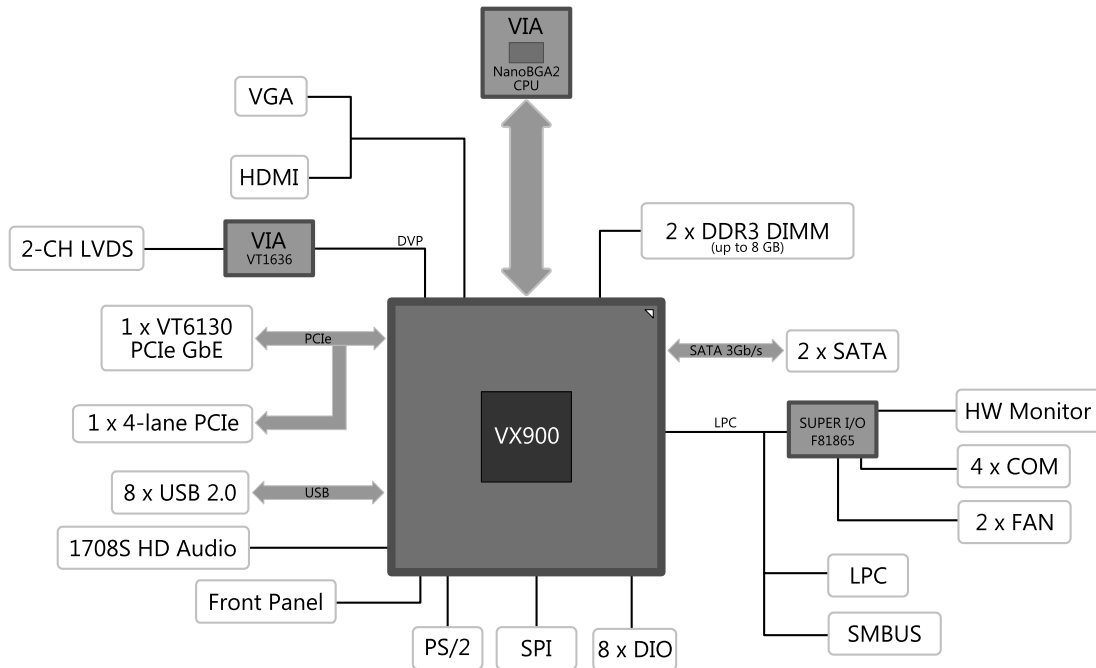 VIA
NanoBGA2
CPU
VGA
HDMI
2-CH LVDS
VIA
VT1636
DVP
2 x DDR3 DIMM
(up to 8 GB)
1 x VT6130
PCIe GbE
PCIe
SATA 3Gb/s
2 x SATA
1 x 4-lane PCIe
VX900
LPC
SUPER I/O
F81865
HW Monitor
4 x COM
2 x FAN
8 x USB 2.0
USB
1708S HD Audio
LPC
Front Panel
SMBUS
PS/2
SPI
8 x DIO